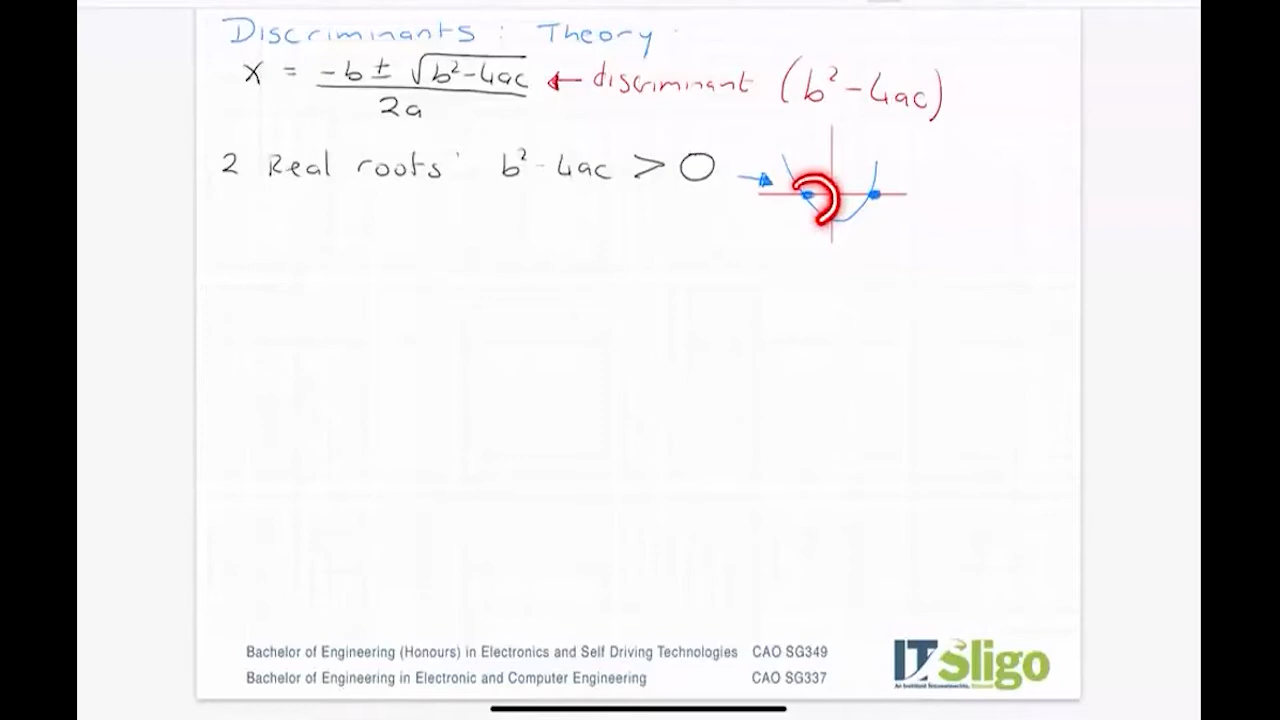 Discriminants: Theory
x = -b ± √b²-4ac / 2a ← discriminant (b²-4ac)
2 Real roots: b²-4ac > 0 →
Bachelor of Engineering (Honours) in Electronics and Self Driving Technologies CAO SG349
Bachelor of Engineering in Electronic and Computer Engineering CAO SG337
IT Sligo